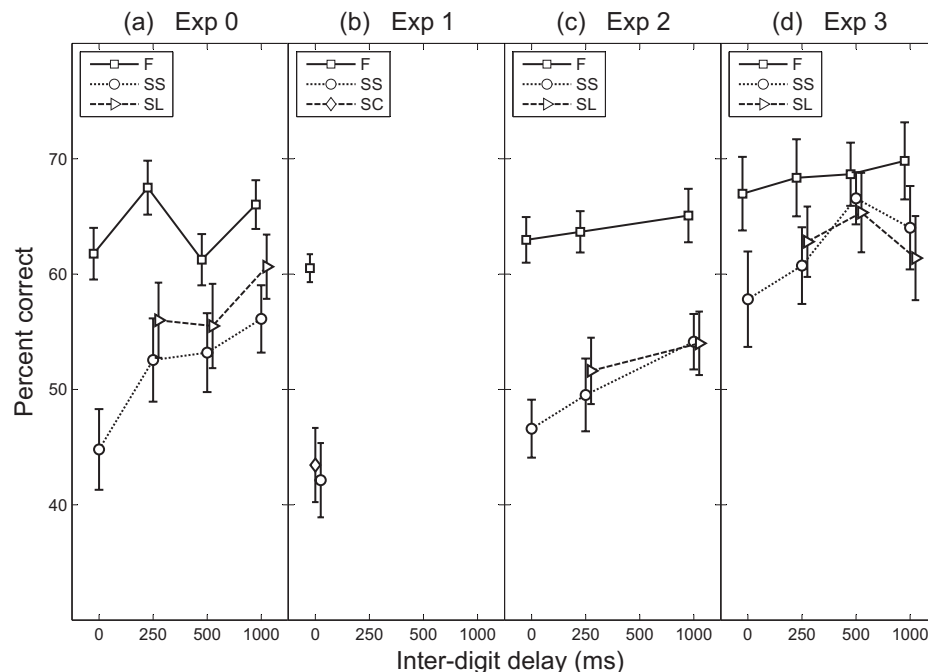 (a) Exp 0
(b) Exp 1
(c) Exp 2
(d) Exp 3
F
SS
SL
F
SS
SC
F
SS
SL
F
SS
SL
70
60
50
40
Percent correct
0 250 500 1000
0 250 500 1000
0 250 500 1000
0 250 500 1000
Inter-digit delay (ms)